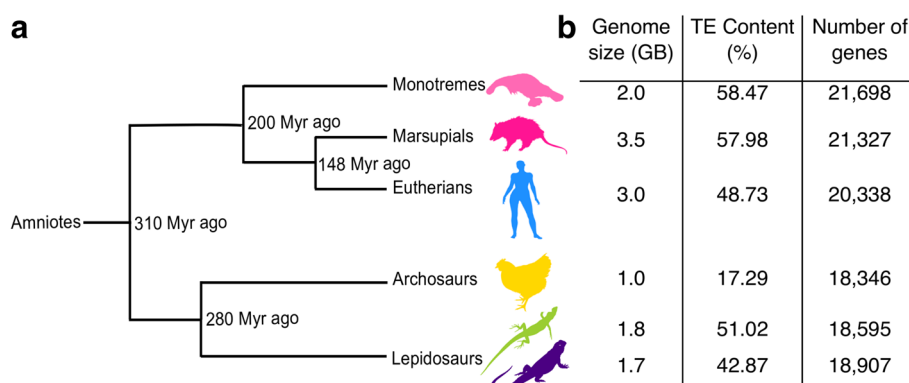 a
Monotremes
200 Myr ago
Marsupials
148 Myr ago
Eutherians
Amniotes
310 Myr ago
Archosaurs
280 Myr ago
Lepidosaurs
b
Genome size (GB) TE Content (%) Number of genes
2.0 58.47 21,698
3.5 57.98 21,327
3.0 48.73 20,338
1.0 17.29 18,346
1.8 51.02 18,595
1.7 42.87 18,907